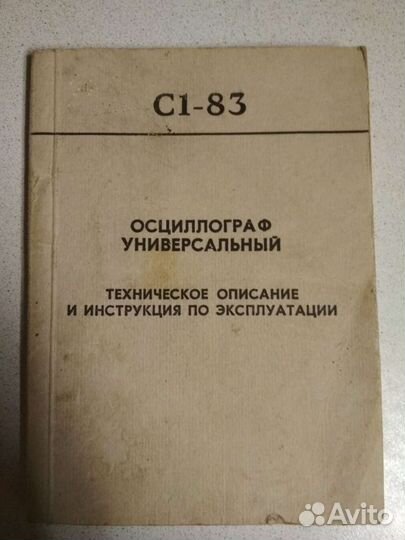 С1-83
ОСЦИЛЛОГРАФ
УНИВЕРСАЛЬНЫЙ
ТЕХНИЧЕСКОЕ ОПИСАНИЕ
И ИНСТРУКЦИЯ ПО ЭКСПЛУАТАЦИИ
Avito